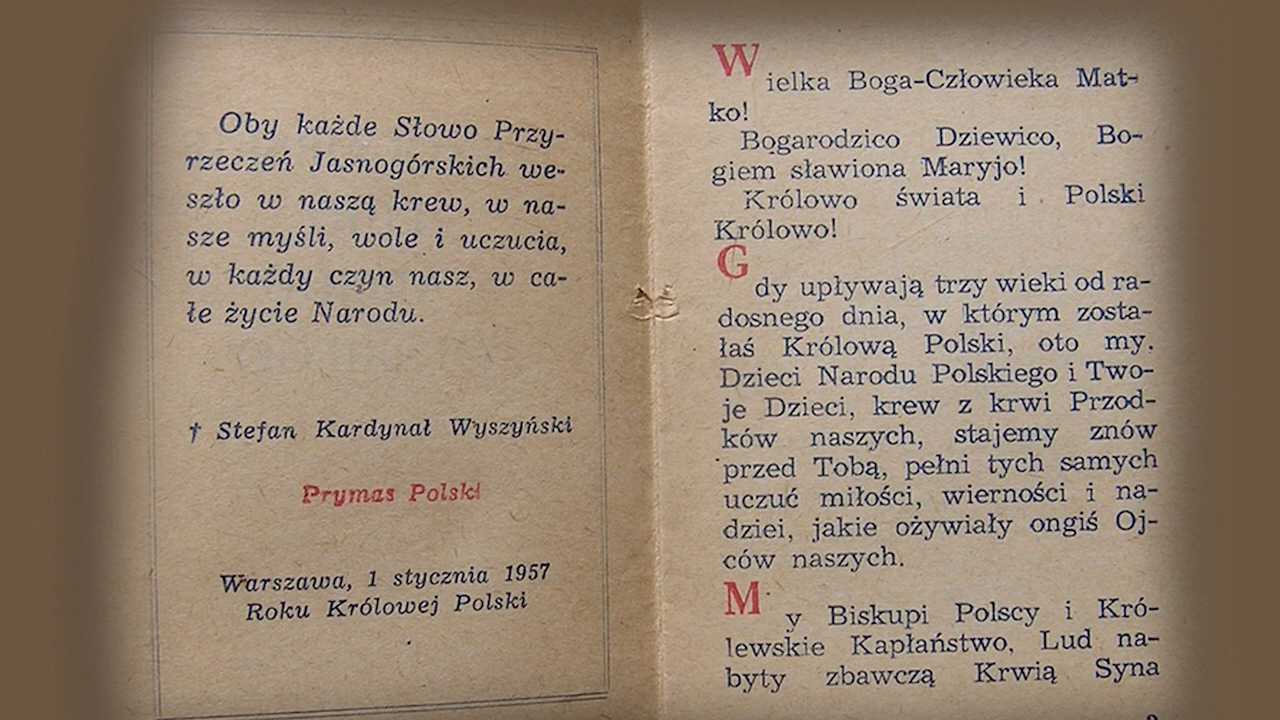 Oby każde Słowo Przy-
rzeczeń Jasnogórskich we-
szło w naszą krew, w na-
sze myśli, wole i uczucia,
w każdy czyn nasz, w ca-
łe życie Narodu.
† Stefan Kardynał Wyszyński
Prymas Polski
Warszawa, 1 stycznia 1957
Roku Królowej Polski
Wielka Boga-Człowieka Mat-
ko!
Bogarodzico Dziewico, Bo-
giem sławiona Maryjo!
Królowo świata i Polski
Królowo!
Gdy upływają trzy wieki od ra-
dosnego dnia, w którym zosta-
łaś Królową Polski, oto my.
Dzieci Narodu Polskiego i Two-
je Dzieci, krew z krwi Przod-
ków naszych, stajemy znów
przed Tobą, pełni tych samych
uczuć miłości, wierności i na-
dziei, jakie ożywiały ongiś Oj-
ców naszych.
My Biskupi Polscy i Kró-
lewskie Kapłaństwo, Lud na-
byty zbawczą Krwią Syna